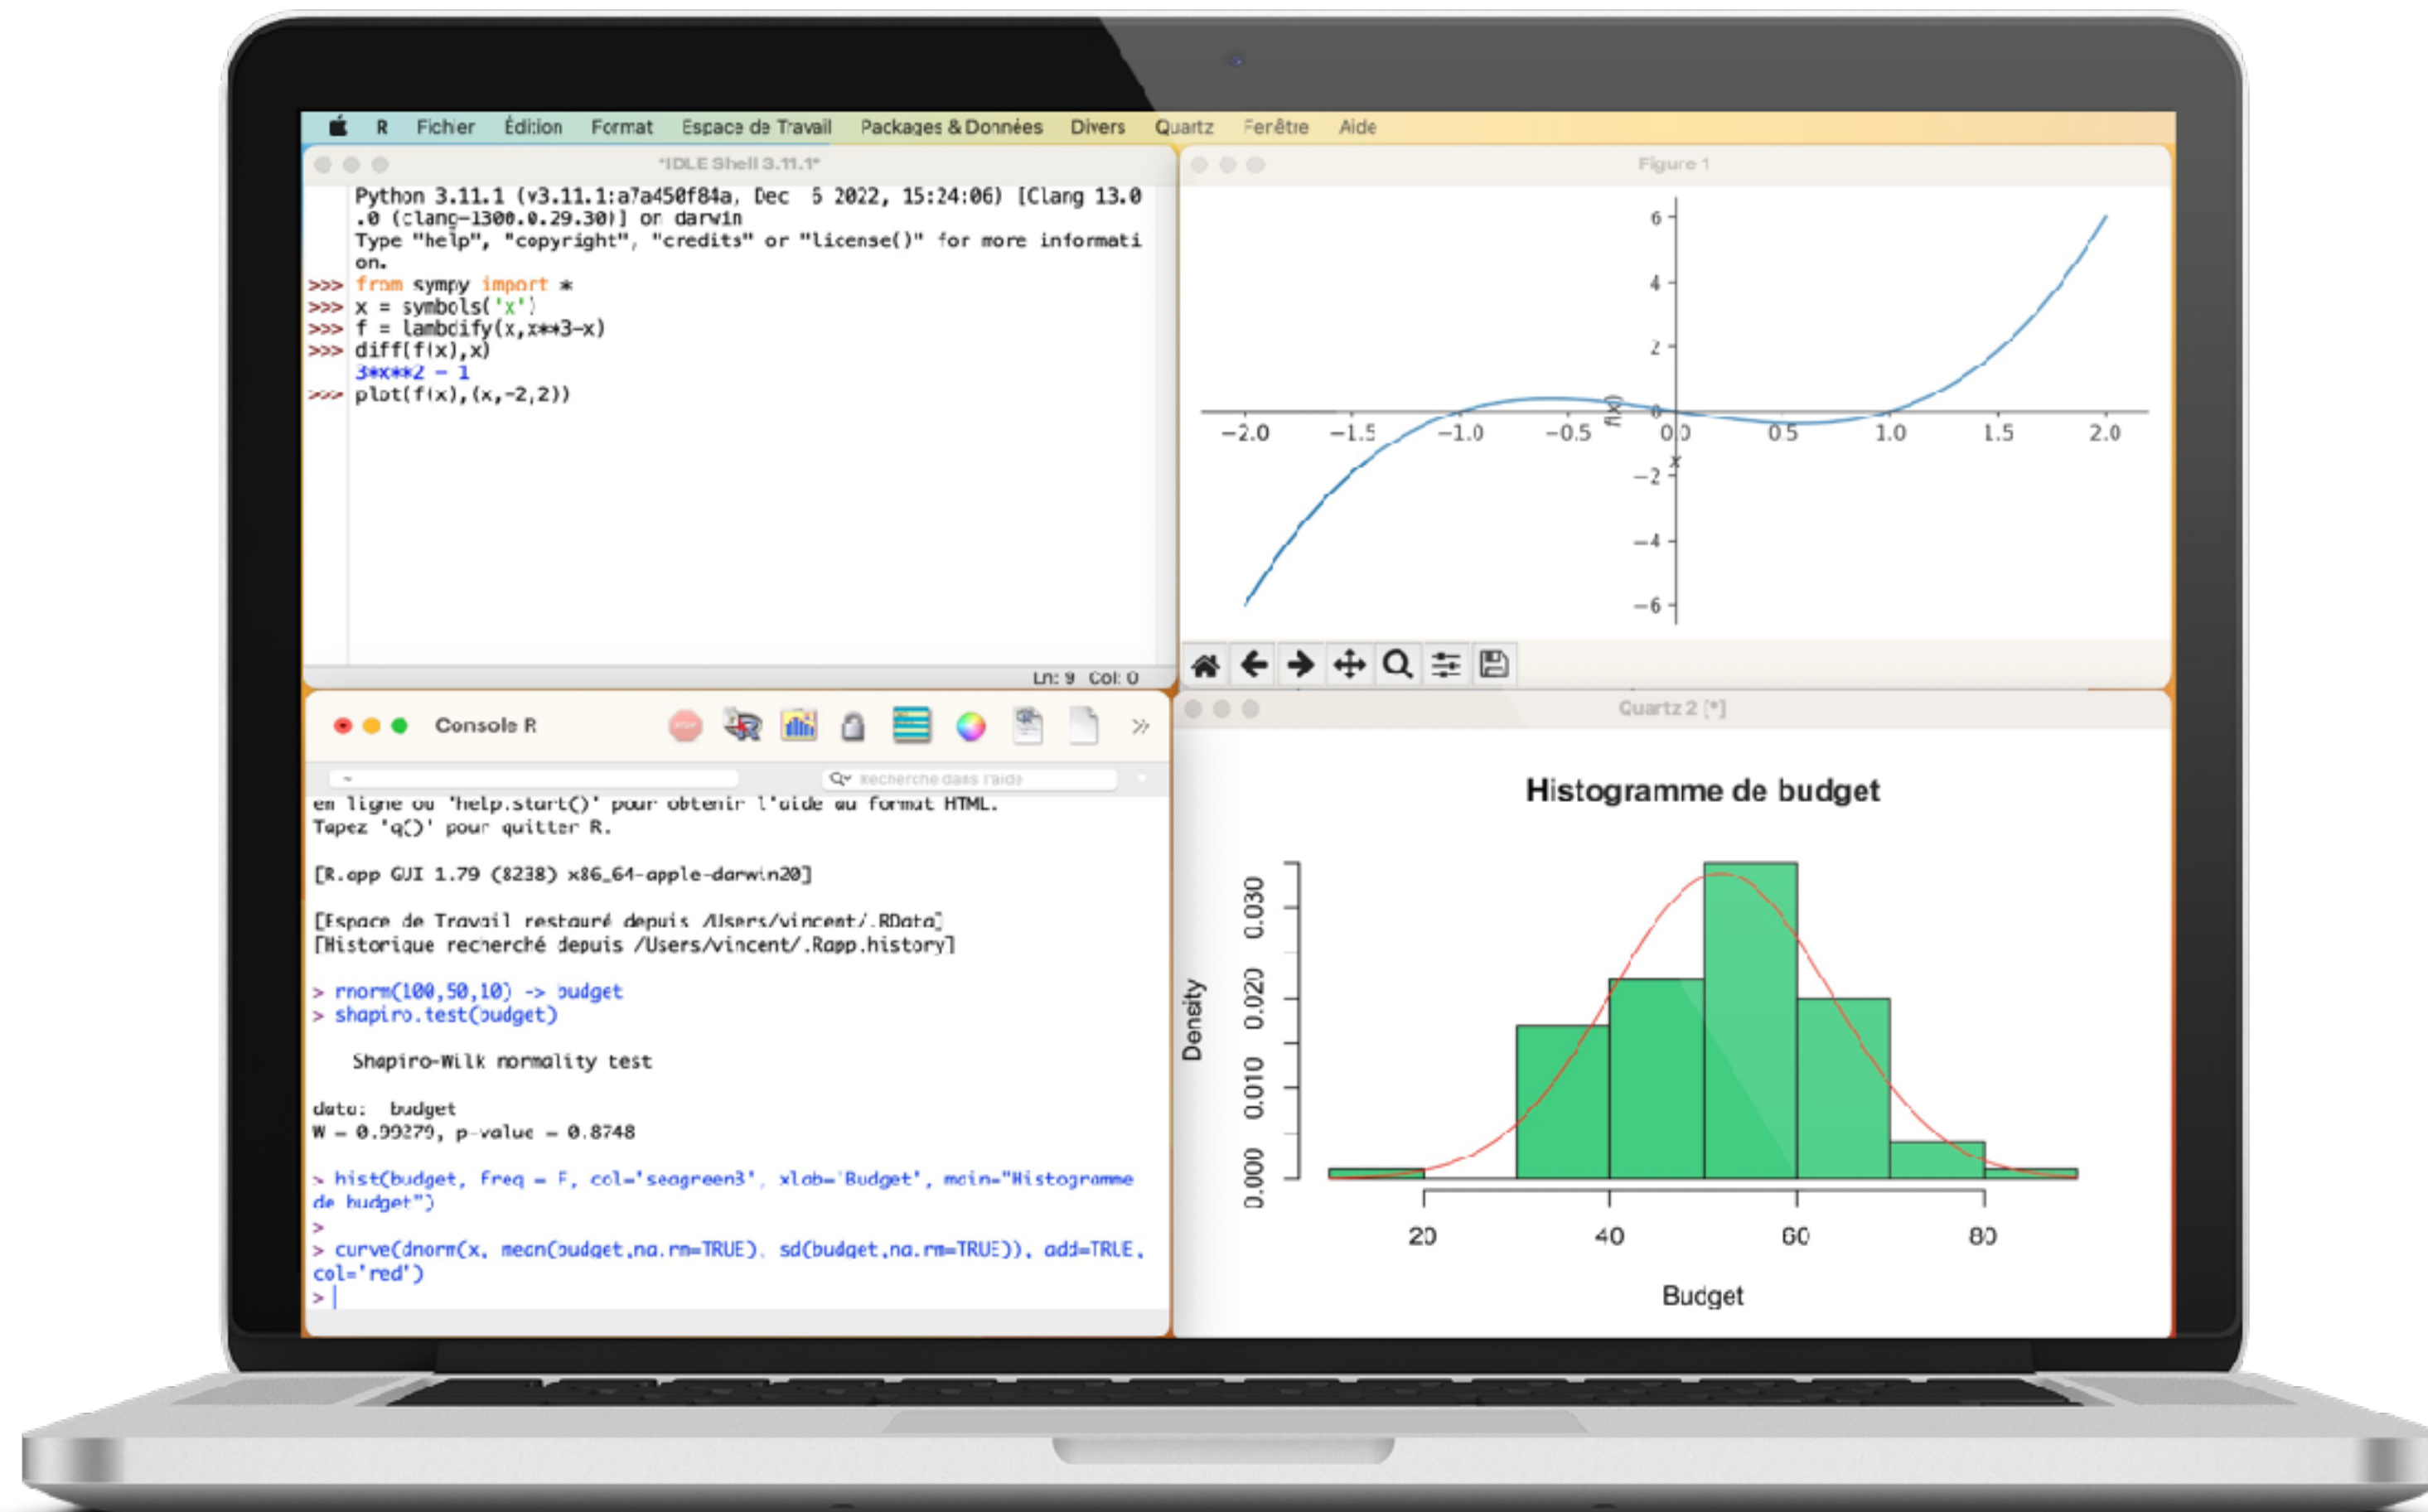 R Fichier Édition Format Espace de Travail Packages & Données Divers Quartz Fenêtre Aide
*IDLE Shell 3.11.1*
Python 3.11.1 (v3.11.1:a7a450f84a, Dec  6 2022, 15:24:06) [Clang 13.0
.0 (clang-1300.0.29.30)] on darwin
Type "help", "copyright", "credits" or "license()" for more informati
on.
>>> from sympy import *
>>> x = symbols('x')
>>> f = lambdify(x,x**3-x)
>>> diff(f(x),x)
3*x**2 - 1
>>> plot(f(x),(x,-2,2))
Ln: 9 Col: 0
Figure 1
6
4
2
0
f(x)
−2.0 −1.5 −1.0 −0.5 0.0 0.5 1.0 1.5 2.0
x
−2
−4
−6
Console R
~
Recherche dans l'aide
en ligne ou 'help.start()' pour obtenir l'aide au format HTML.
Tapez 'q()' pour quitter R.
[R.app GUI 1.79 (8238) x86_64-apple-darwin20]
[Espace de Travail restauré depuis /Users/vincent/.RData]
[Historique recherché depuis /Users/vincent/.Rapp.history]
> rnorm(100,50,10) -> budget
> shapiro.test(budget)
Shapiro-Wilk normality test
data:  budget
W = 0.99279, p-value = 0.8748
> hist(budget, freq = F, col='seagreen3', xlab='Budget', main="Histogramme
de budget")
>
> curve(dnorm(x, mean(budget,na.rm=TRUE), sd(budget,na.rm=TRUE)), add=TRUE,
col='red')
>
Quartz 2 [*]
Histogramme de budget
Density
0.030
0.020
0.010
0.000
20 40 60 80
Budget